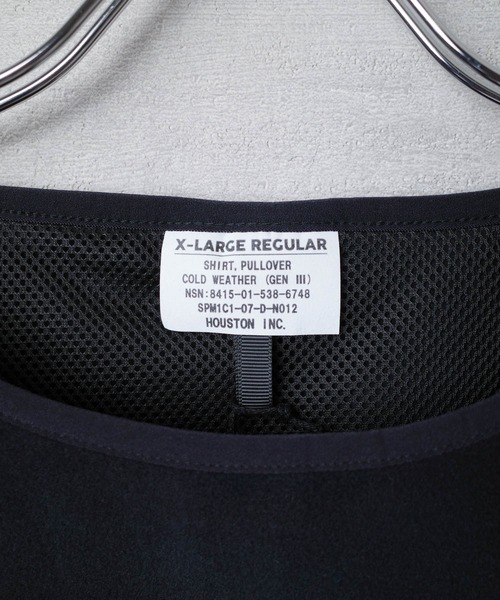 X-LARGE REGULAR
SHIRT, PULLOVER
COLD WEATHER (GEN III)
NSN:8415-01-538-6748
SPM1C1-07-D-N012
HOUSTON INC.